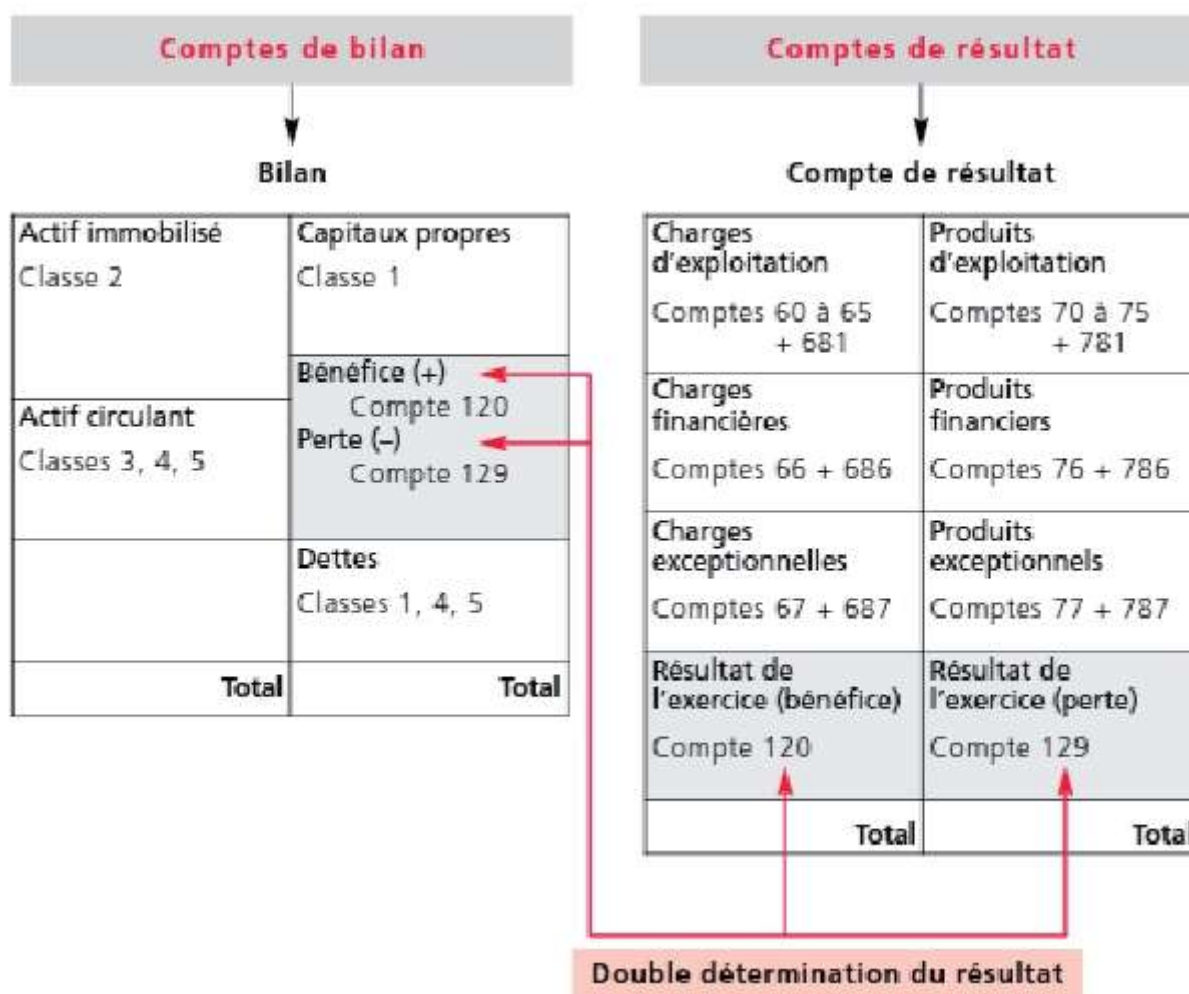 Comptes de bilan
Bilan
Actif immobilisé
Classe 2
Actif circulant
Classes 3, 4, 5
Total
Capitaux propres
Classe 1
Bénéfice (+)
Compte 120
Perte (–)
Compte 129
Dettes
Classes 1, 4, 5
Total
Comptes de résultat
Compte de résultat
Charges
d'exploitation
Comptes 60 à 65
+ 681
Charges
financières
Comptes 66 + 686
Charges
exceptionnelles
Comptes 67 + 687
Résultat de
l'exercice (bénéfice)
Compte 120
Total
Produits
d'exploitation
Comptes 70 à 75
+ 781
Produits
financiers
Comptes 76 + 786
Produits
exceptionnels
Comptes 77 + 787
Résultat de
l'exercice (perte)
Compte 129
Total
Double détermination du résultat